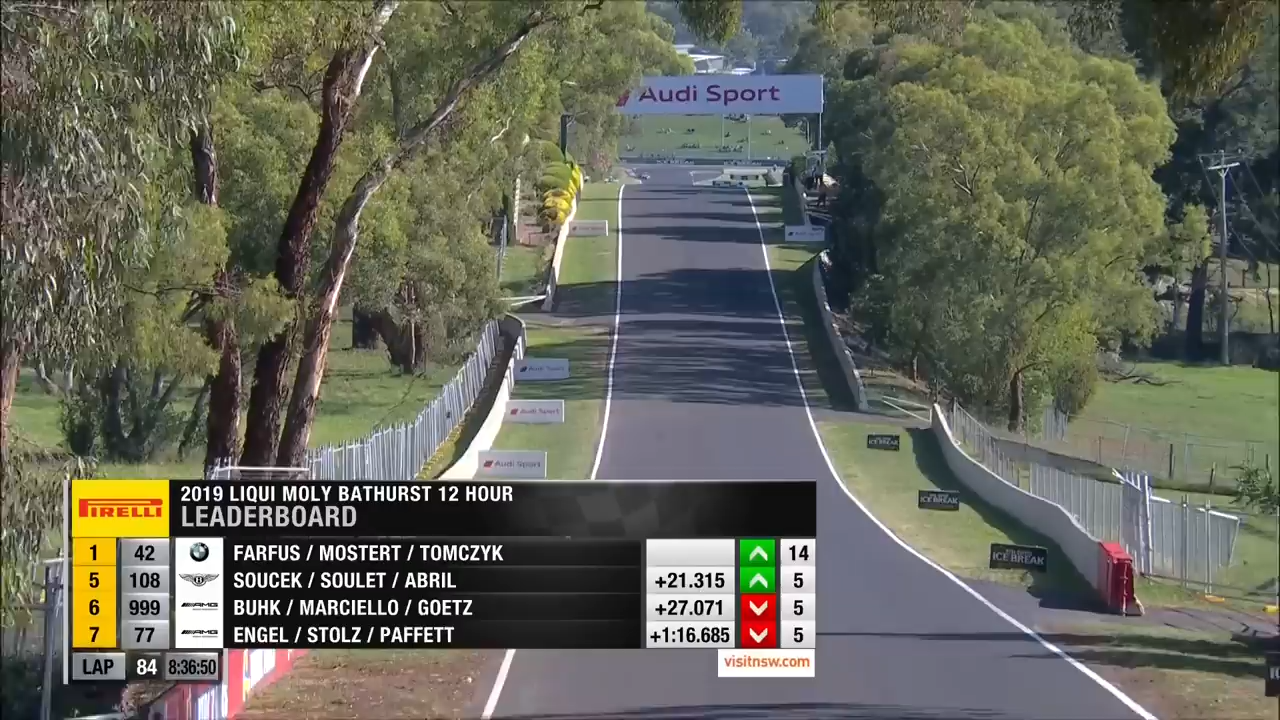 Audi Sport
Audi Sport
Audi Sport
Audi Sport
ICE BREAK
ICE BREAK
ICE BREAK
PIRELLI
2019 LIQUI MOLY BATHURST 12 HOUR
LEADERBOARD
1 42 FARFUS / MOSTERT / TOMCZYK 14
5 108 SOUCEK / SOULET / ABRIL +21.315 5
6 999 AMG BUHK / MARCIELLO / GOETZ +27.071 5
7 77 AMG ENGEL / STOLZ / PAFFETT +1:16.685 5
LAP 84 8:36:50
visitnsw.com